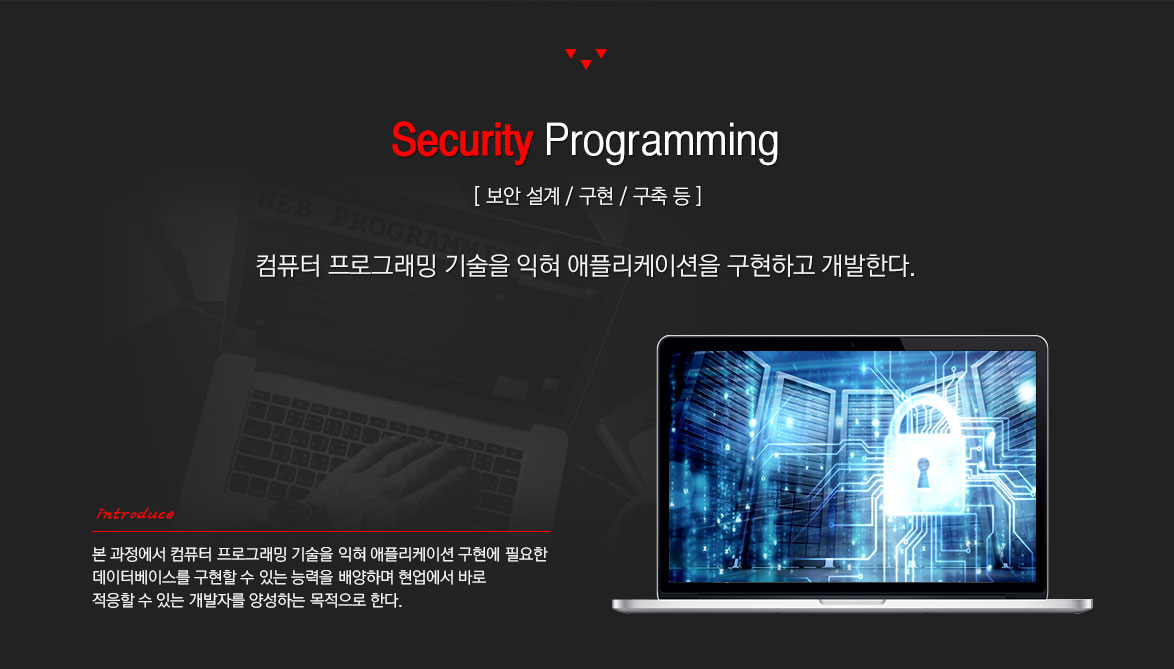 Security Programming
[ 보안 설계 / 구현 / 구축 등 ]
WEB PROGRAMMING
컴퓨터 프로그래밍 기술을 익혀 애플리케이션을 구현하고 개발한다.
introduce
본 과정에서 컴퓨터 프로그래밍 기술을 익혀 애플리케이션 구현에 필요한
데이터베이스를 구현할 수 있는 능력을 배양하며 현업에서 바로
적응할 수 있는 개발자를 양성하는 목적으로 한다.